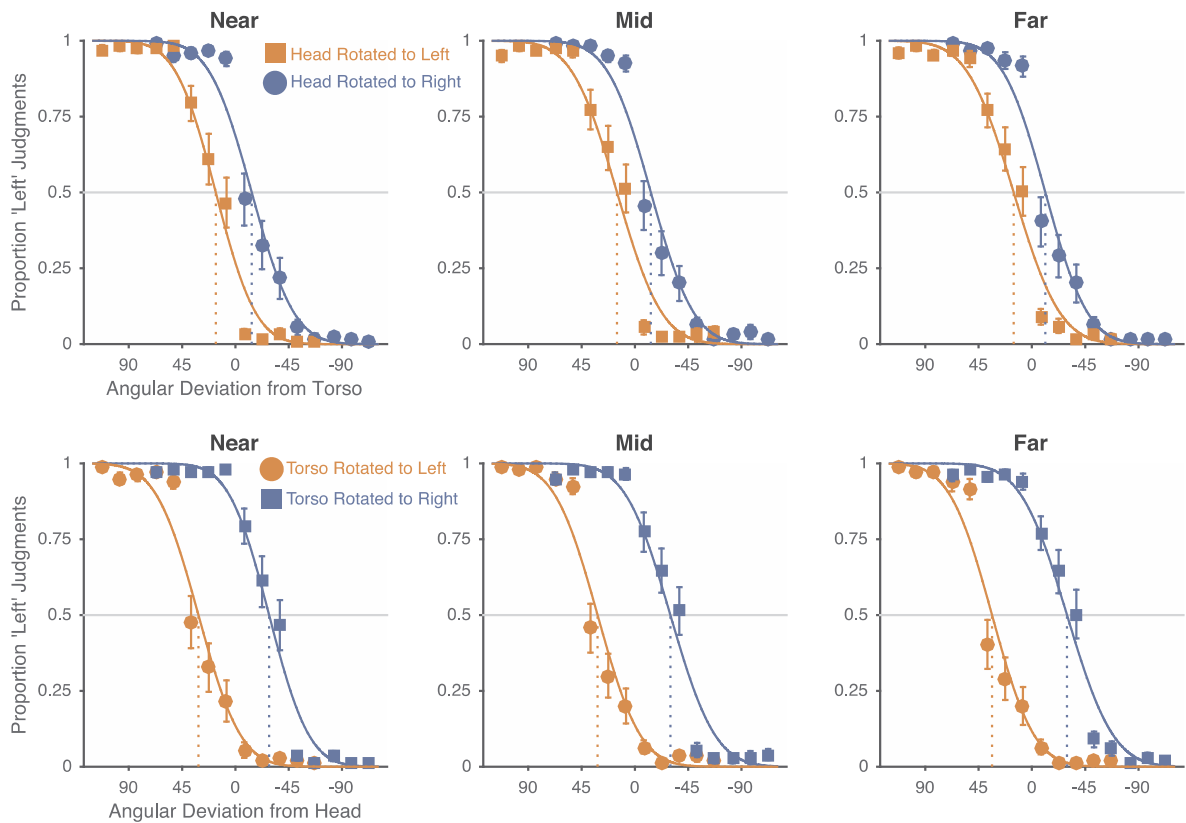 Near
Mid
Far
Head Rotated to Left
Head Rotated to Right
Proportion 'Left' Judgments
1
0.75
0.5
0.25
0
1
0.75
0.5
0.25
0
1
0.75
0.5
0.25
0
90 45 0 -45 -90
90 45 0 -45 -90
90 45 0 -45 -90
Angular Deviation from Torso
Near
Mid
Far
Torso Rotated to Left
Torso Rotated to Right
Proportion 'Left' Judgments
1
0.75
0.5
0.25
0
1
0.75
0.5
0.25
0
1
0.75
0.5
0.25
0
90 45 0 -45 -90
90 45 0 -45 -90
90 45 0 -45 -90
Angular Deviation from Head